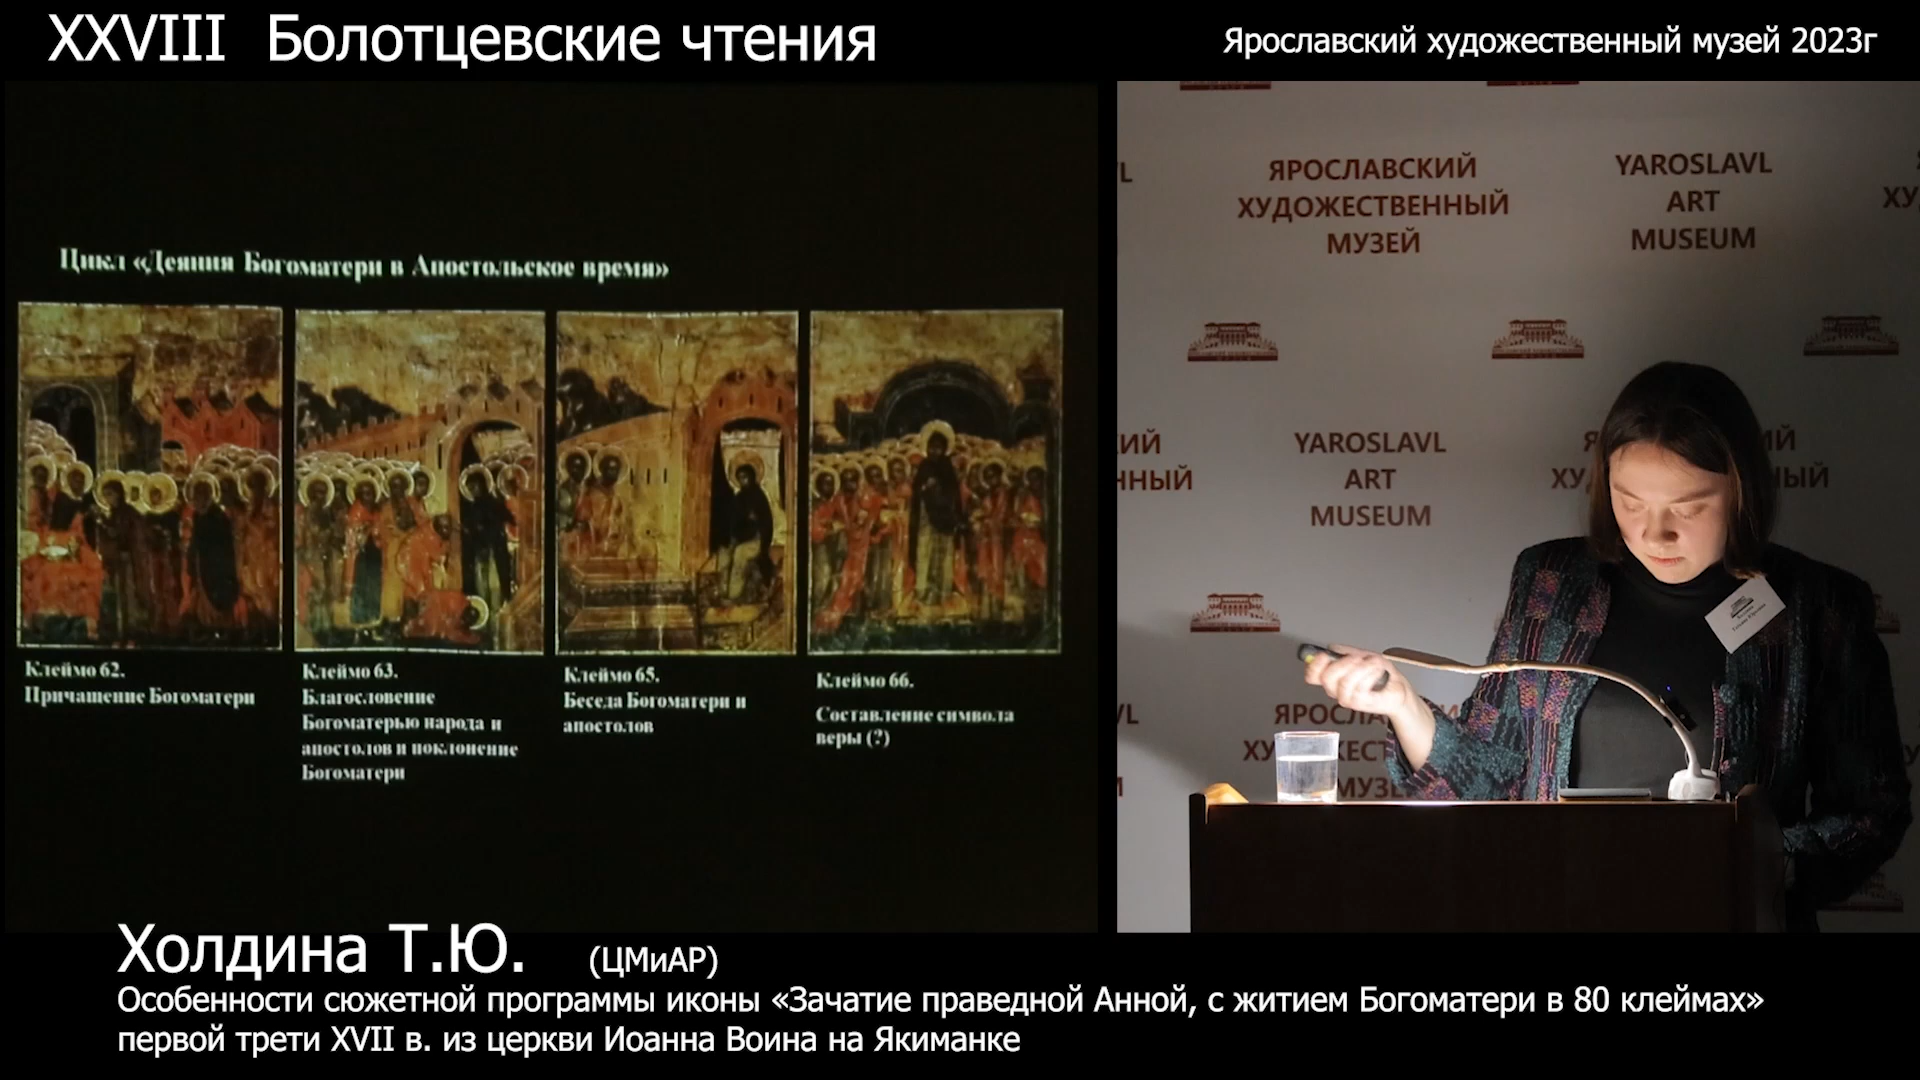 XXVIII Болотцевские чтения
Ярославский художественный музей 2023г
Цикл «Деяния Богоматери в Апостольское время»
Клеймо 62.
Причащение Богоматери
Клеймо 63.
Благословение
Богоматерью народа и
апостолов и поклонение
Богоматери
Клеймо 65.
Беседа Богоматери и
апостолов
Клеймо 66.
Составление символа
веры (?)
ЯРОСЛАВСКИЙ
ХУДОЖЕСТВЕННЫЙ
МУЗЕЙ
YAROSLAVL
ART
MUSEUM
YAROSLAVL
ART
MUSEUM
Холдина Т.Ю. (ЦМиАР)
Особенности сюжетной программы иконы «Зачатие праведной Анной, с житием Богоматери в 80 клеймах»
первой трети XVII в. из церкви Иоанна Воина на Якиманке